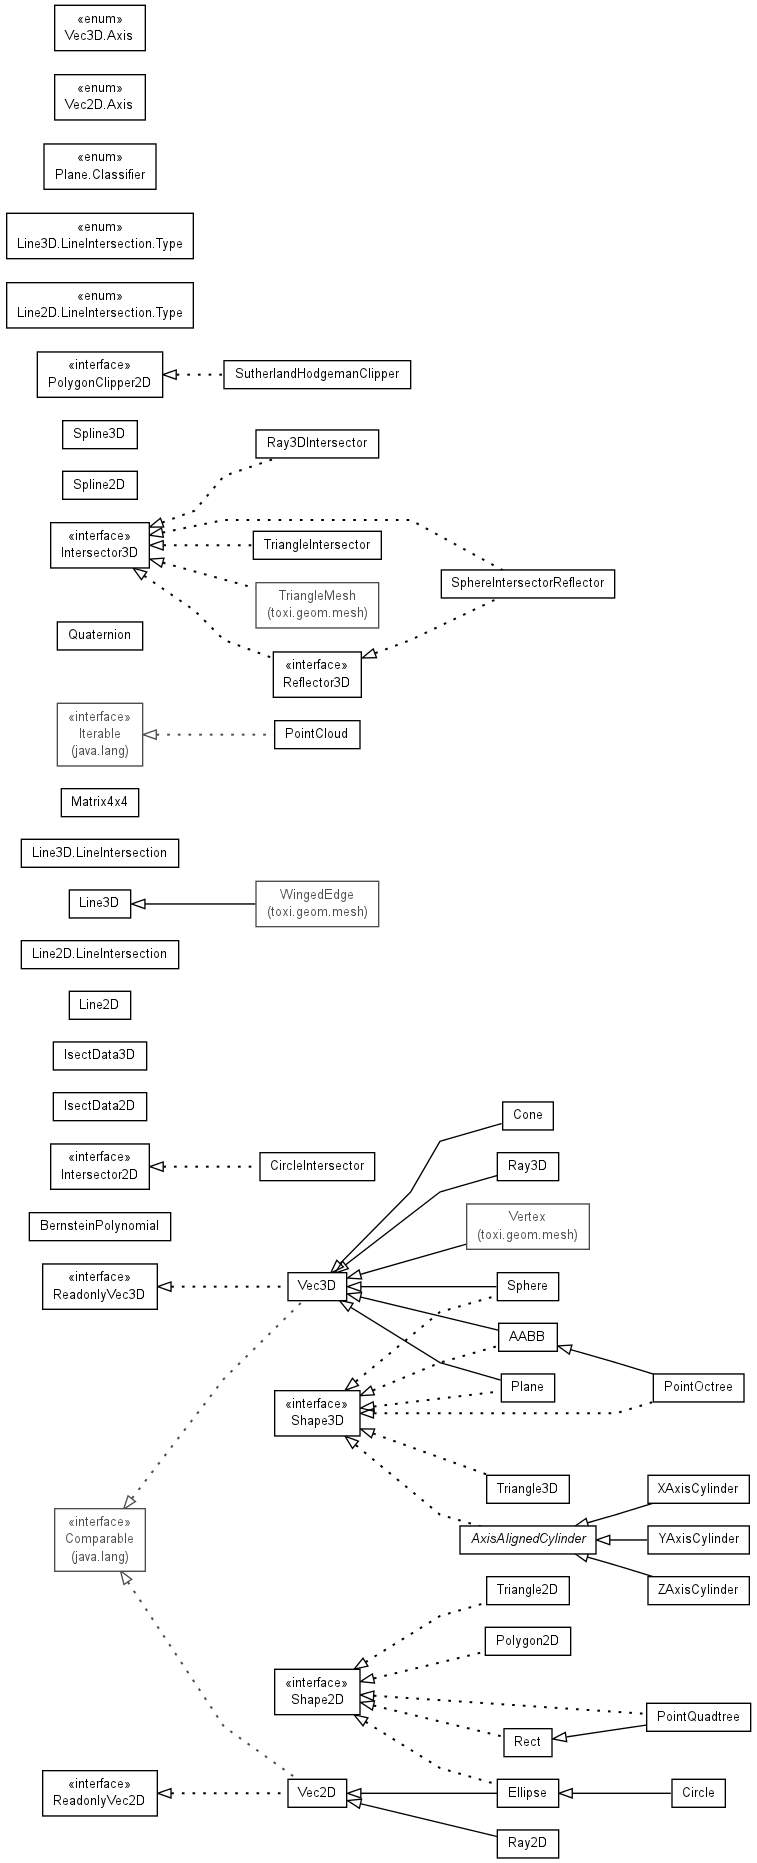 «enum»
Vec3D.Axis
«enum»
Vec2D.Axis
«enum»
Plane.Classifier
«enum»
Line3D.LineIntersection.Type
«enum»
Line2D.LineIntersection.Type
«interface»
PolygonClipper2D
SutherlandHodgemanClipper
Spline3D
Ray3DIntersector
Spline2D
«interface»
Intersector3D
TriangleIntersector
SphereIntersectorReflector
TriangleMesh
(toxi.geom.mesh)
Quaternion
«interface»
Reflector3D
«interface»
Iterable
(java.lang)
PointCloud
Matrix4x4
Line3D.LineIntersection
Line3D
WingedEdge
(toxi.geom.mesh)
Line2D.LineIntersection
Line2D
IsectData3D
IsectData2D
Cone
«interface»
Intersector2D
CircleIntersector
Ray3D
BernsteinPolynomial
Vertex
(toxi.geom.mesh)
«interface»
ReadonlyVec3D
Vec3D
Sphere
AABB
Plane
PointOctree
«interface»
Shape3D
Triangle3D
XAxisCylinder
AxisAlignedCylinder
YAxisCylinder
«interface»
Comparable
(java.lang)
ZAxisCylinder
Triangle2D
Polygon2D
«interface»
Shape2D
PointQuadtree
Rect
«interface»
ReadonlyVec2D
Vec2D
Ellipse
Circle
Ray2D